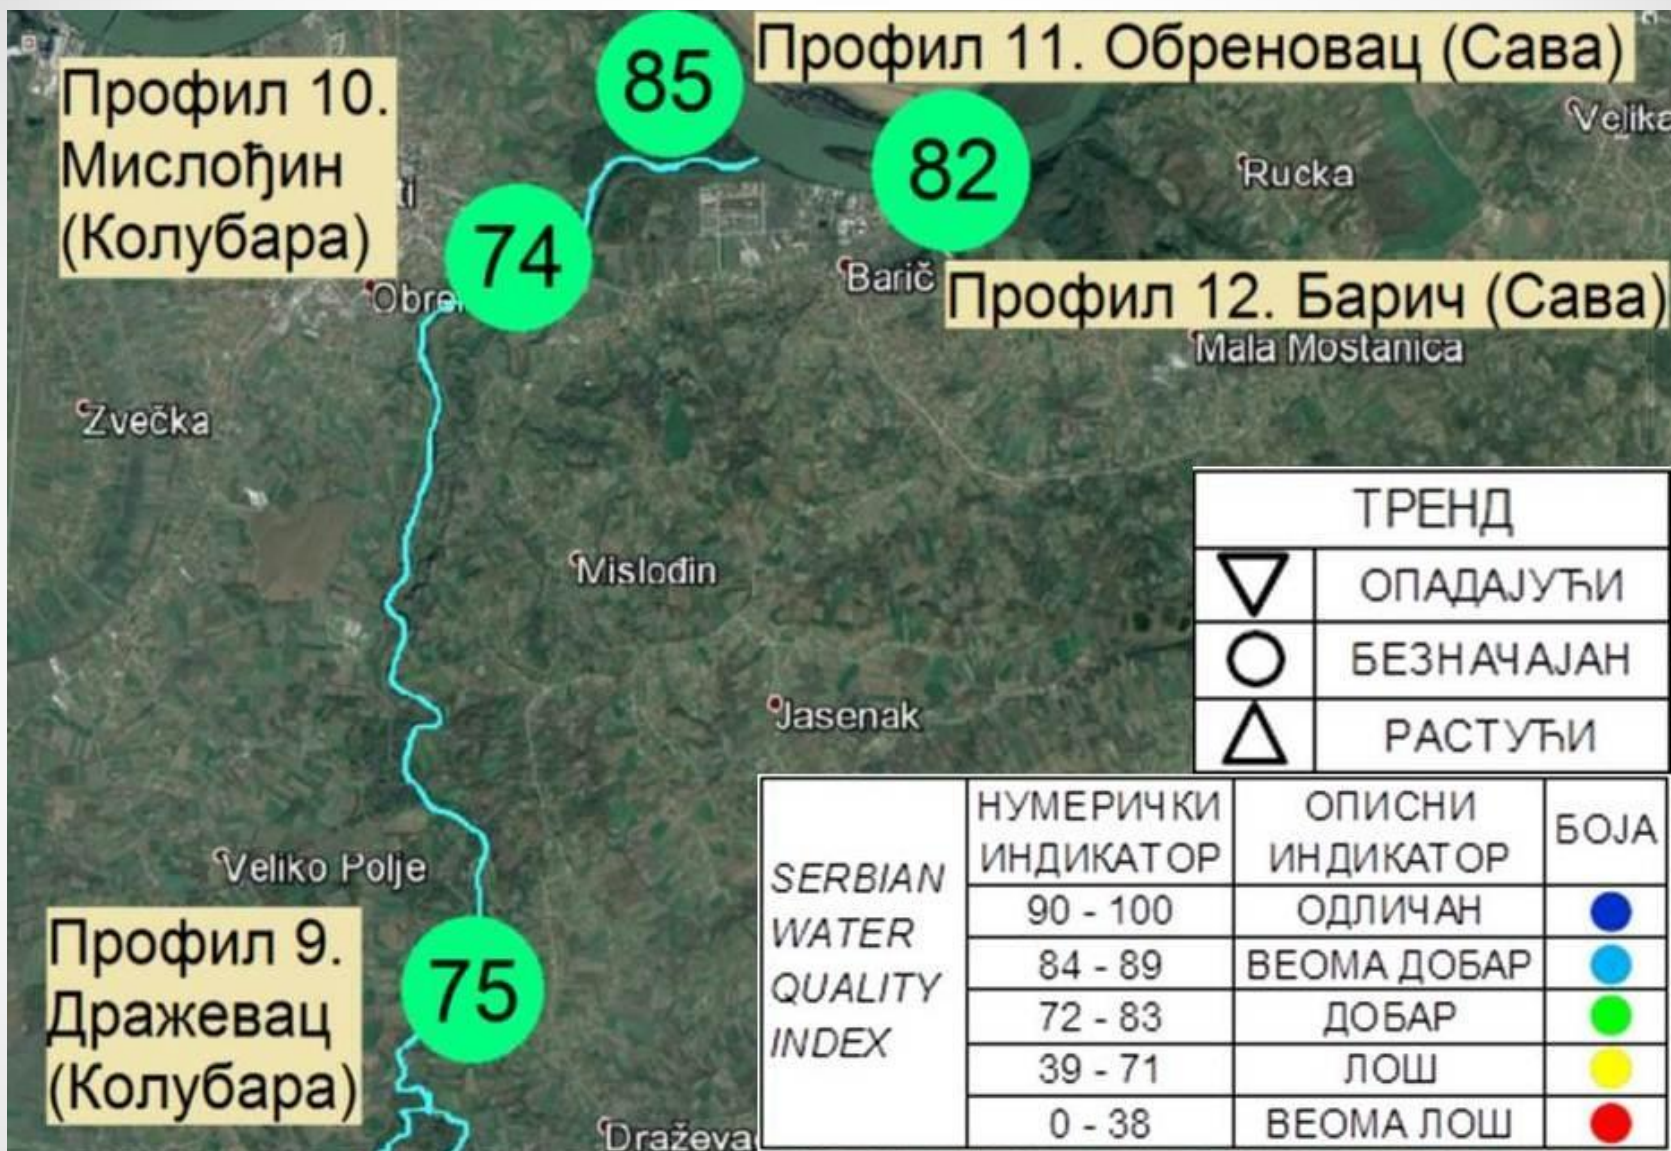 Профил 11. Обреновац (Сава)
85
Профил 10.
Мислођин
(Колубара)
Velika
82
Rucka
74
Barič
Профил 12. Барич (Сава)
Mala Mostanica
Zvečka
Mislođin
Jasenak
Veliko Polje
Профил 9.
Дражевац
(Колубара)
75
ТРЕНД
ОПАДАЈУЋИ
БЕЗНАЧАЈАН
РАСТУЋИ
SERBIAN
WATER
QUALITY
INDEX
НУМЕРИЧКИ
ИНДИКАТОР
ОПИСНИ
ИНДИКАТОР
БОЈА
90 - 100 ОДЛИЧАН
84 - 89 ВЕОМА ДОБАР
72 - 83 ДОБАР
39 - 71 ЛОШ
0 - 38 ВЕОМА ЛОШ